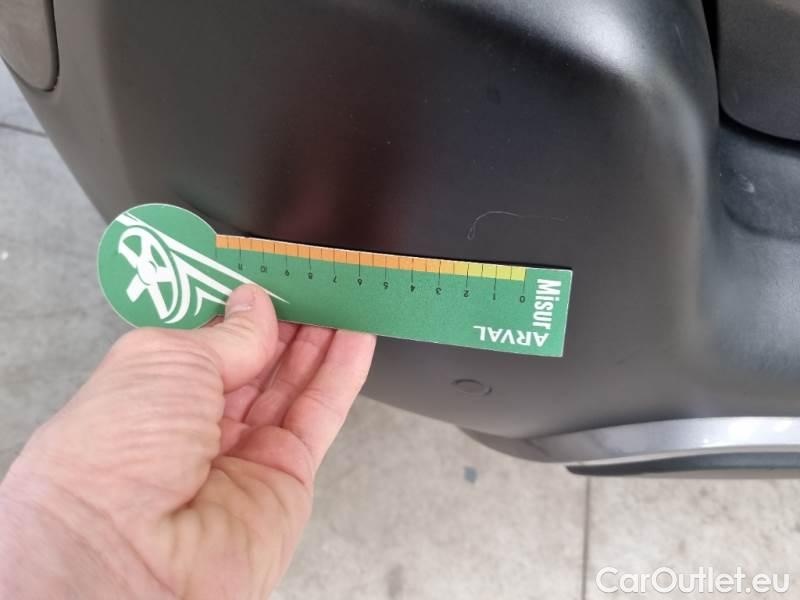 0 1 2 3 4 5 6 7 8 9 10 11
Misur
ARVAL
CarOutlet.eu